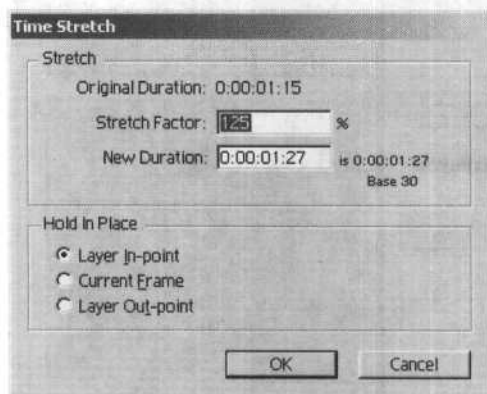 Time Stretch
Stretch
Original Duration: 0:00:01:15
Stretch Factor: 125 %
New Duration: 0:00:01:27 is 0:00:01:27
Base 30
Hold In Place
Layer In-point
Current Frame
Layer Out-point
OK Cancel